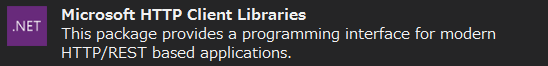 .NET
Microsoft HTTP Client Libraries
This package provides a programming interface for modern
HTTP/REST based applications.